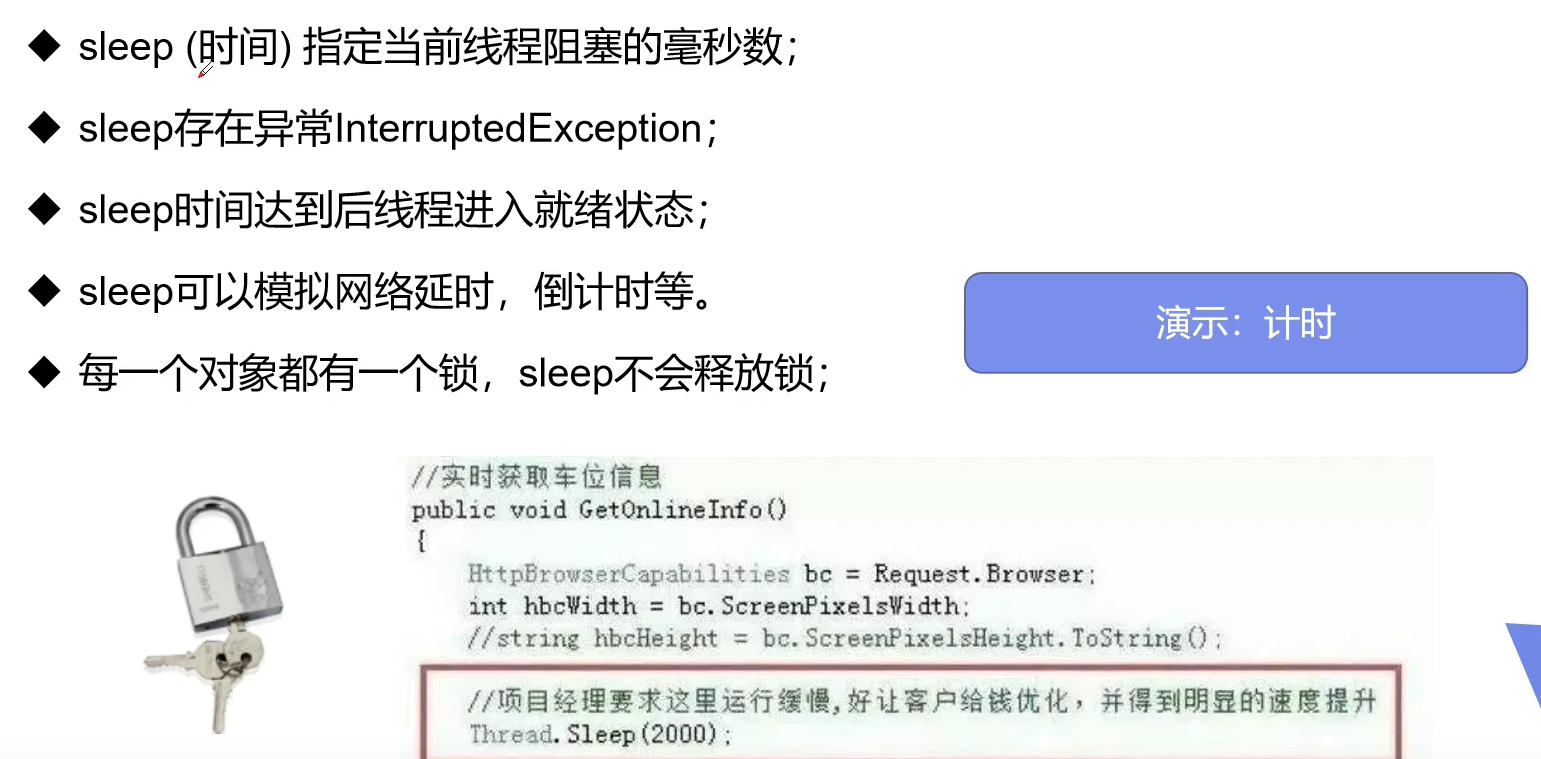 ◆ sleep (时间) 指定当前线程阻塞的毫秒数；
◆ sleep存在异常InterruptedException；
◆ sleep时间达到后线程进入就绪状态；
◆ sleep可以模拟网络延时，倒计时等。
◆ 每一个对象都有一个锁，sleep不会释放锁；
演示：计时
//实时获取车位信息
public void GetOnlineInfo()
{
HttpBrowserCapabilities bc = Request.Browser;
int hbcWidth = bc.ScreenPixelsWidth;
//string hbcHeight = bc.ScreenPixelsHeight.ToString();
//项目经理要求这里运行缓慢,好让客户给钱优化，并得到明显的速度提升
Thread.Sleep(2000);